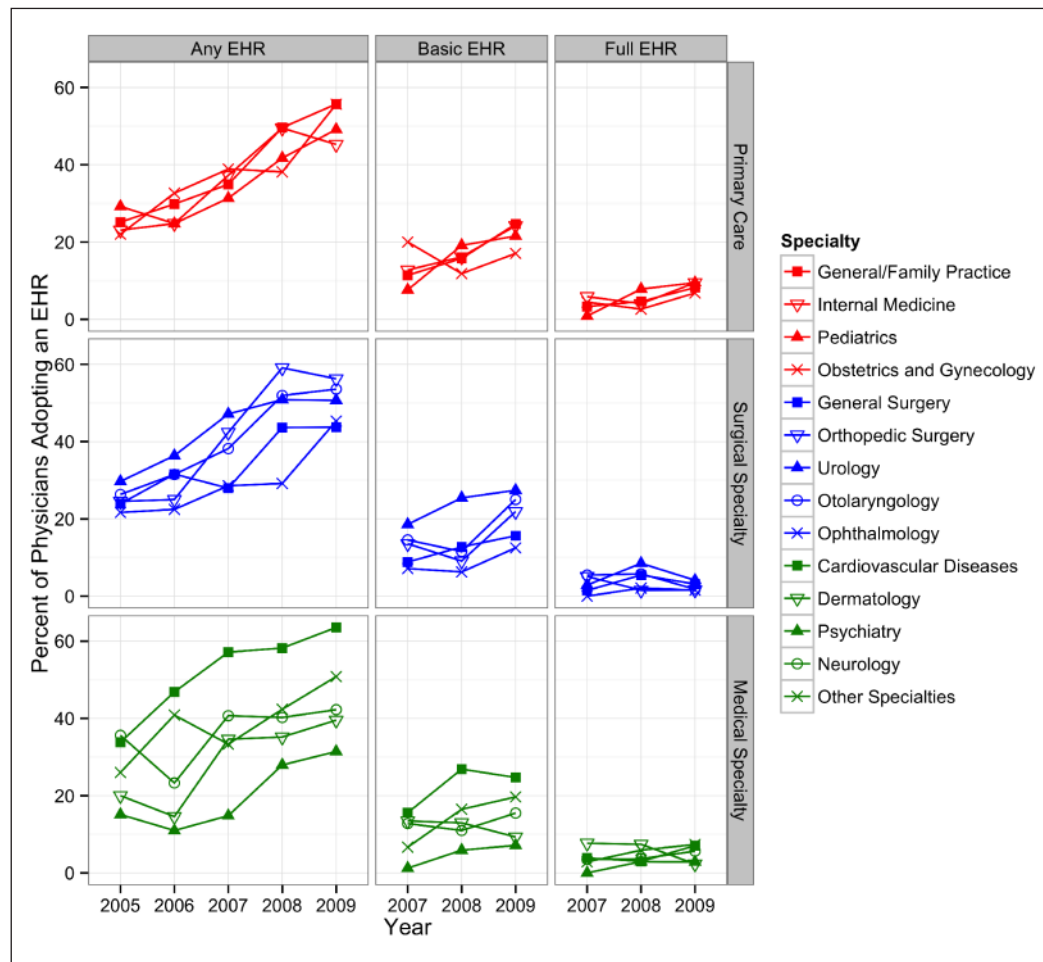 Any EHR
Basic EHR
Full EHR
Percent of Physicians Adopting an EHR
60
40
20
0
Primary Care
60
40
20
0
Surgical Specialty
60
40
20
0
Medical Specialty
2005 2006 2007 2008 2009
2007 2008 2009
2007 2008 2009
Year
Specialty
General/Family Practice
Internal Medicine
Pediatrics
Obstetrics and Gynecology
General Surgery
Orthopedic Surgery
Urology
Otolaryngology
Ophthalmology
Cardiovascular Diseases
Dermatology
Psychiatry
Neurology
Other Specialties